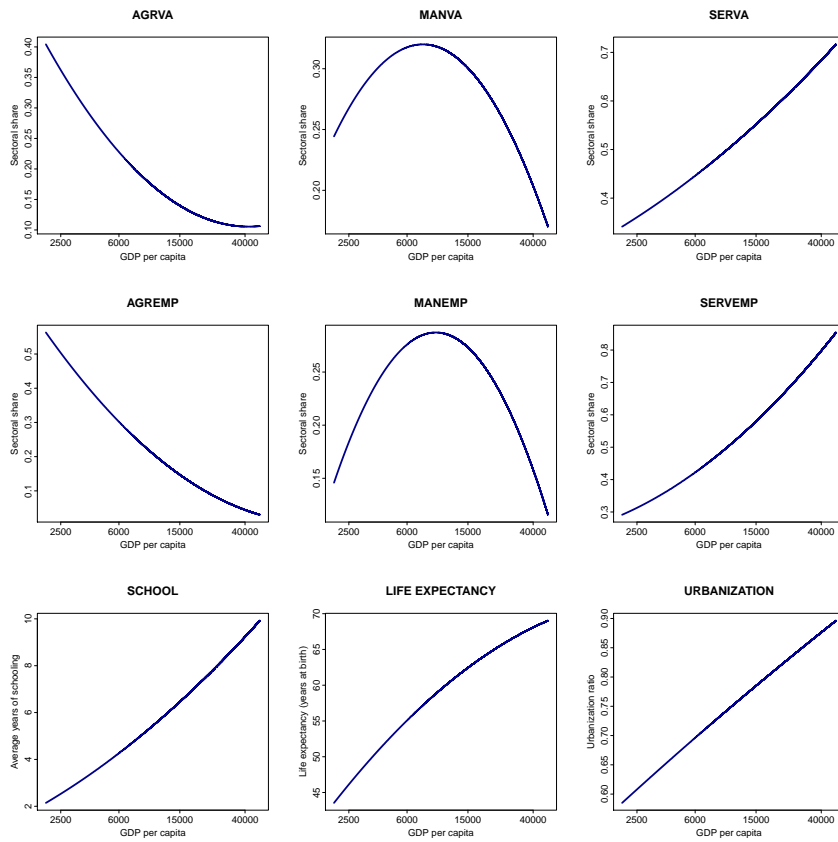 AGRVA
Sectoral share
0.10 0.15 0.20 0.25 0.30 0.35 0.40
2500 6000 15000 40000
GDP per capita
MANVA
Sectoral share
0.20 0.25 0.30
2500 6000 15000 40000
GDP per capita
SERVA
Sectoral share
0.4 0.5 0.6 0.7
2500 6000 15000 40000
GDP per capita
AGREMP
Sectoral share
0.1 0.2 0.3 0.4 0.5
2500 6000 15000 40000
GDP per capita
MANEMP
Sectoral share
0.15 0.20 0.25
2500 6000 15000 40000
GDP per capita
SERVEMP
Sectoral share
0.3 0.4 0.5 0.6 0.7 0.8
2500 6000 15000 40000
GDP per capita
SCHOOL
Average years of schooling
2 4 6 8 10
2500 6000 15000 40000
GDP per capita
LIFE EXPECTANCY
Life expectancy (years at birth)
45 50 55 60 65 70
2500 6000 15000 40000
GDP per capita
URBANIZATION
Urbanization ratio
0.60 0.65 0.70 0.75 0.80 0.85 0.90
2500 6000 15000 40000
GDP per capita